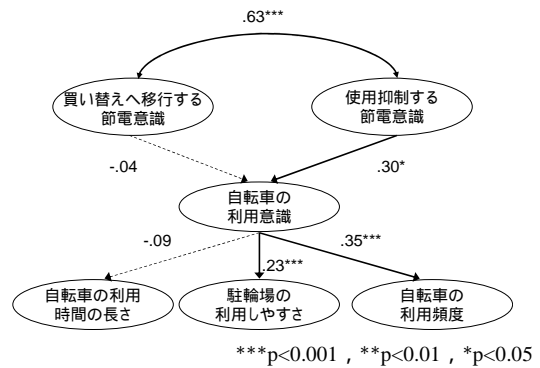 .63***
買い替えへ移行する
節電意識
使用抑制する
節電意識
-.04
.30*
自転車の
利用意識
-.09
.23***
.35***
自転車の利用
時間の長さ
駐輪場の
利用しやすさ
自転車の
利用頻度
***p<0.001 , **p<0.01 , *p<0.05